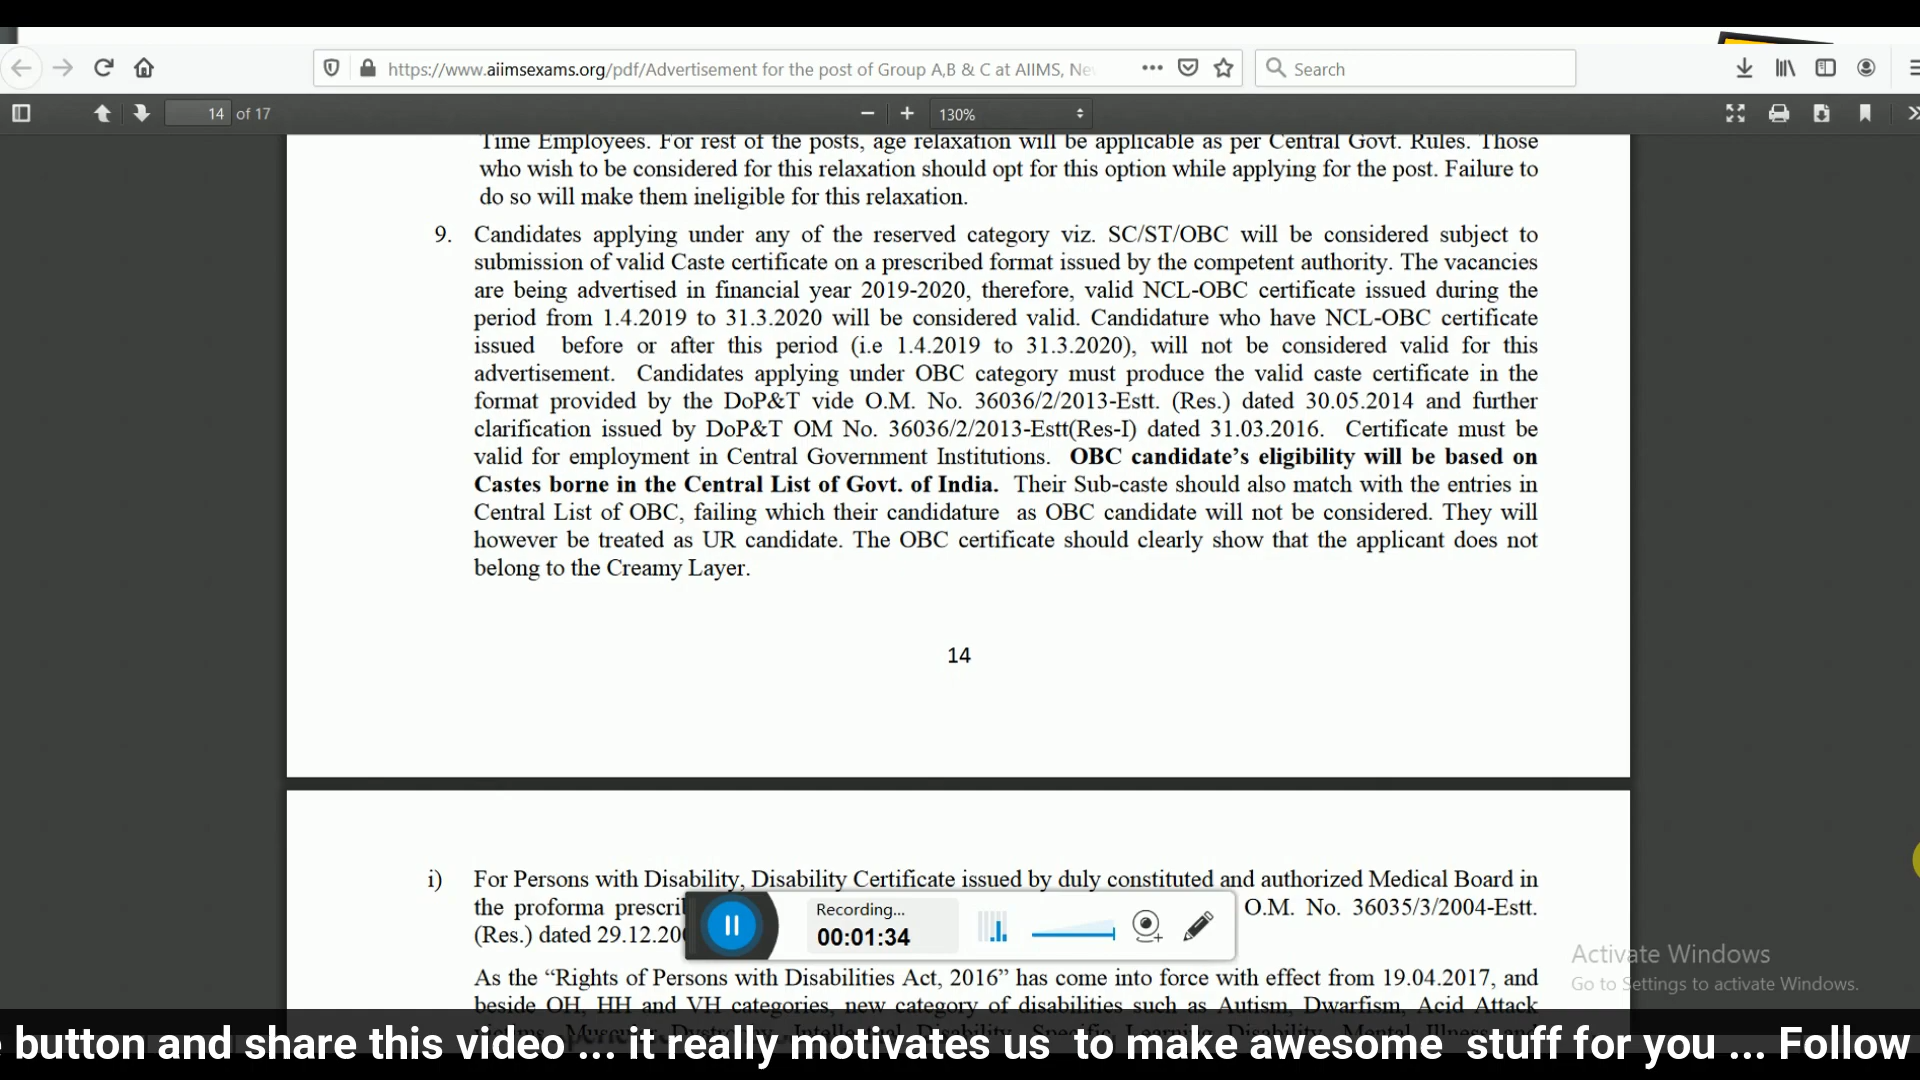 https://www.aiimsexams.org/pdf/Advertisement for the post of Group A,B & C at AIIMS, Ne
Search
14 of 17
130%
Time Employees. For rest of the posts, age relaxation will be applicable as per Central Govt. Rules. Those
who wish to be considered for this relaxation should opt for this option while applying for the post. Failure to
do so will make them ineligible for this relaxation.
9. Candidates applying under any of the reserved category viz. SC/ST/OBC will be considered subject to
submission of valid Caste certificate on a prescribed format issued by the competent authority. The vacancies
are being advertised in financial year 2019-2020, therefore, valid NCL-OBC certificate issued during the
period from 1.4.2019 to 31.3.2020 will be considered valid. Candidature who have NCL-OBC certificate
issued before or after this period (i.e 1.4.2019 to 31.3.2020), will not be considered valid for this
advertisement. Candidates applying under OBC category must produce the valid caste certificate in the
format provided by the DoP&T vide O.M. No. 36036/2/2013-Estt. (Res.) dated 30.05.2014 and further
clarification issued by DoP&T OM No. 36036/2/2013-Estt(Res-I) dated 31.03.2016. Certificate must be
valid for employment in Central Government Institutions. OBC candidate's eligibility will be based on
Castes borne in the Central List of Govt. of India. Their Sub-caste should also match with the entries in
Central List of OBC, failing which their candidature as OBC candidate will not be considered. They will
however be treated as UR candidate. The OBC certificate should clearly show that the applicant does not
belong to the Creamy Layer.
14
i) For Persons with Disability, Disability Certificate issued by duly constituted and authorized Medical Board in
the proforma O.M. No. 36035/3/2004-Estt.
(Res.) dated
Recording...
00:01:34
Activate Windows
Go to Settings to activate Windows.
As the “Rights of Persons with Disabilities Act, 2016” has come into force with effect from 19.04.2017, and
beside OH, HH and VH categories, new category of disabilities such as Autism, Dwarfism, Acid Attack
button and share this video ... it really motivates us to make awesome stuff for you ... Follow